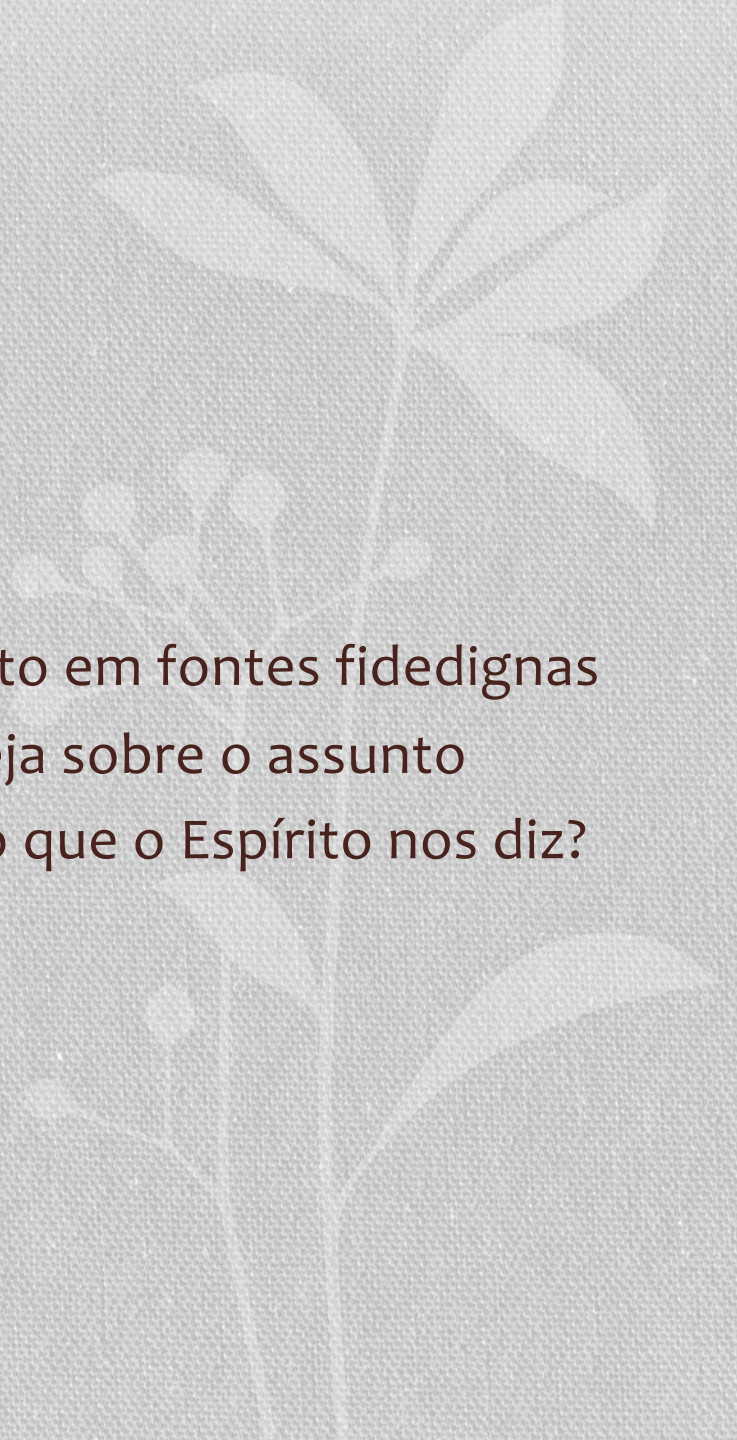 to em fontes fidedignas
ja sobre o assunto
que o Espírito nos diz?